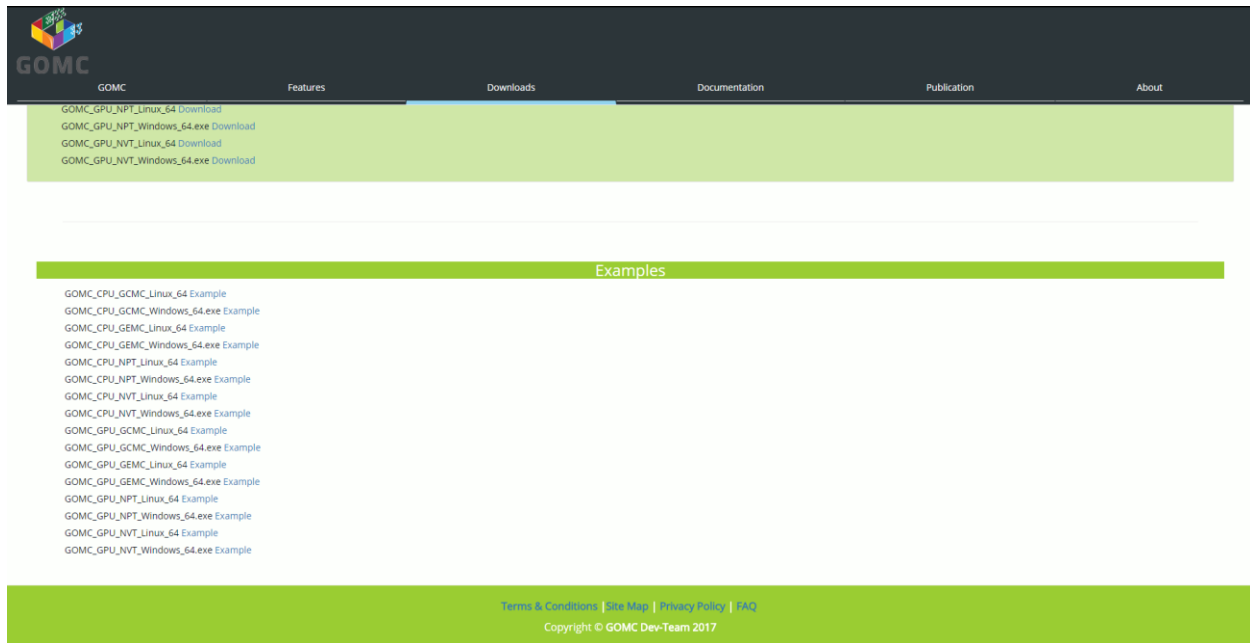 GOMC
GOMC Features Downloads Documentation Publication About
GOMC_GPU_NPT_Linux_64 Download
GOMC_GPU_NPT_Windows_64.exe Download
GOMC_GPU_NVT_Linux_64 Download
GOMC_GPU_NVT_Windows_64.exe Download
Examples
GOMC_CPU_GCMC_Linux_64 Example
GOMC_CPU_GCMC_Windows_64.exe Example
GOMC_CPU_GEMC_Linux_64 Example
GOMC_CPU_GEMC_Windows_64.exe Example
GOMC_CPU_NPT_Linux_64 Example
GOMC_CPU_NPT_Windows_64.exe Example
GOMC_CPU_NVT_Linux_64 Example
GOMC_CPU_NVT_Windows_64.exe Example
GOMC_GPU_GCMC_Linux_64 Example
GOMC_GPU_GCMC_Windows_64.exe Example
GOMC_GPU_GEMC_Linux_64 Example
GOMC_GPU_GEMC_Windows_64.exe Example
GOMC_GPU_NPT_Linux_64 Example
GOMC_GPU_NPT_Windows_64.exe Example
GOMC_GPU_NVT_Linux_64 Example
GOMC_GPU_NVT_Windows_64.exe Example
Terms & Conditions |Site Map | Privacy Policy | FAQ
Copyright © GOMC Dev-Team 2017